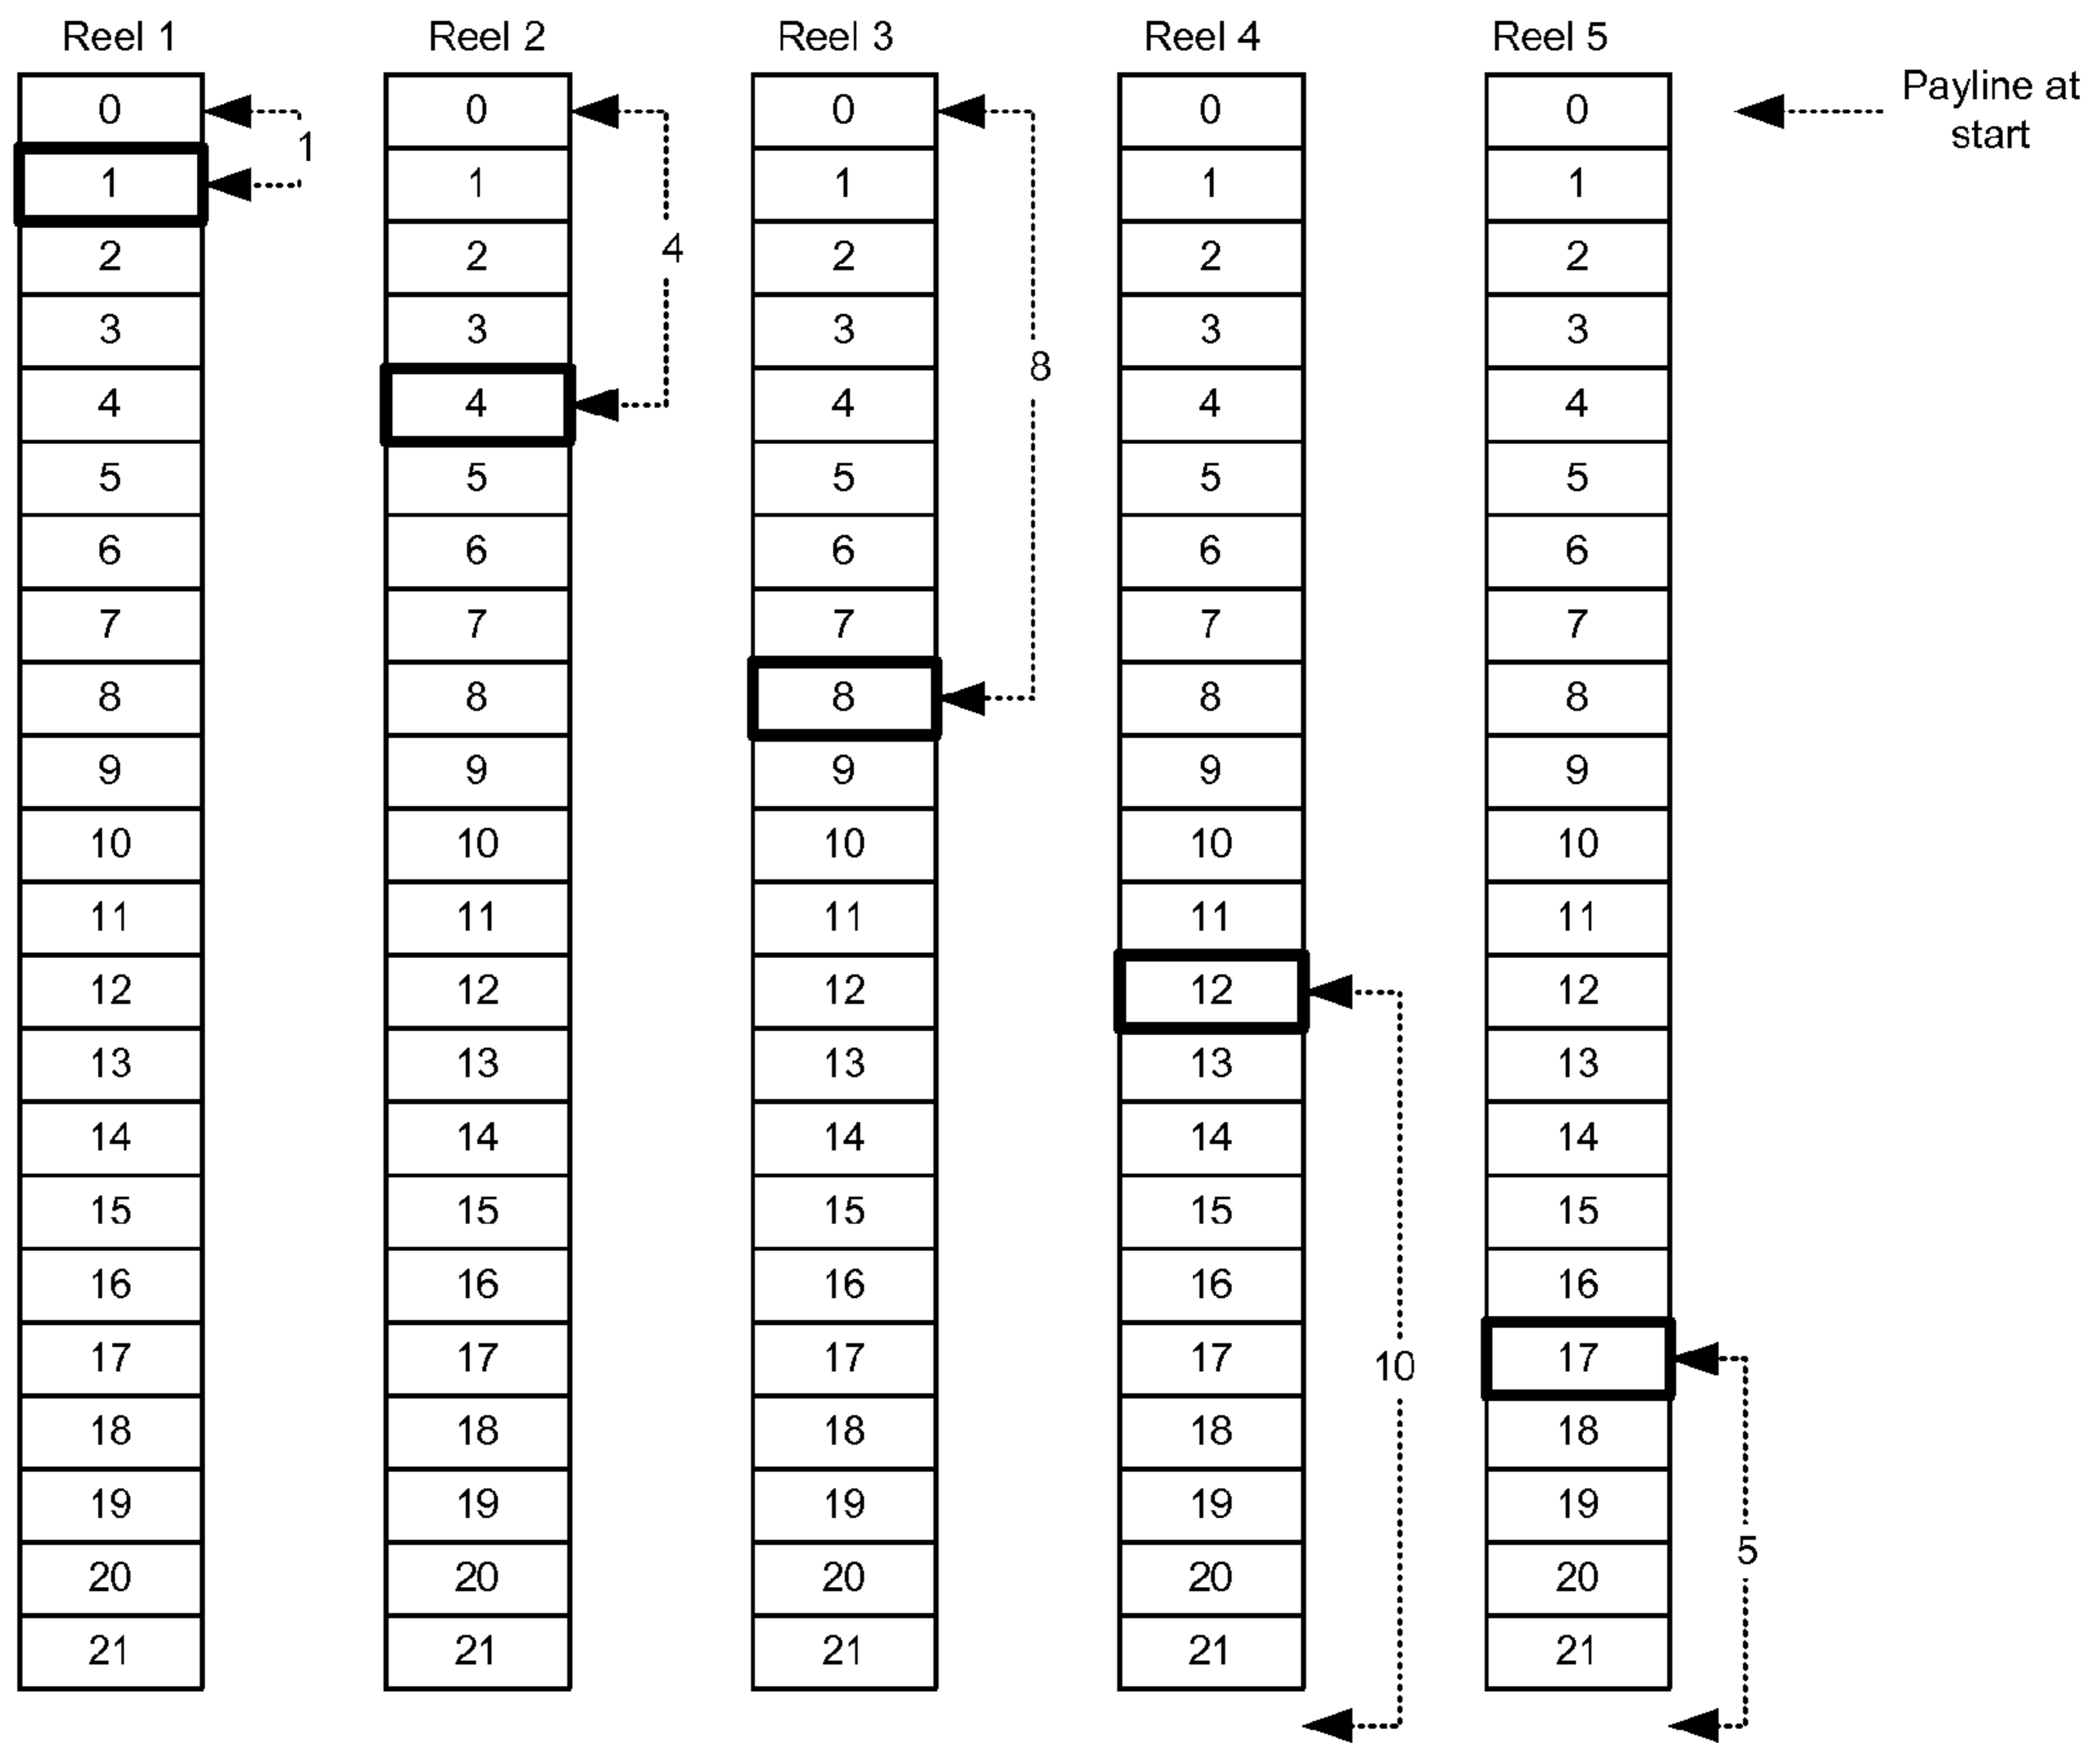 Reel 1 Reel 2 Reel 3 Reel 4 Reel 5
0 0 0 0 0 Payline at
start
1
1 1 1 1 1
2 2 2 2 2
4
3 3 3 3 3
8
4 4 4 4 4
5 5 5 5 5
6 6 6 6 6
7 7 7 7 7
8 8 8 8 8
9 9 9 9 9
10 10 10 10 10
11 11 11 11 11
12 12 12 12 12
13 13 13 13 13
14 14 14 14 14
15 15 15 15 15
16 16 16 16 16
17 17 17 17 17
10
18 18 18 18 18
19 19 19 19 19
5
20 20 20 20 20
21 21 21 21 21